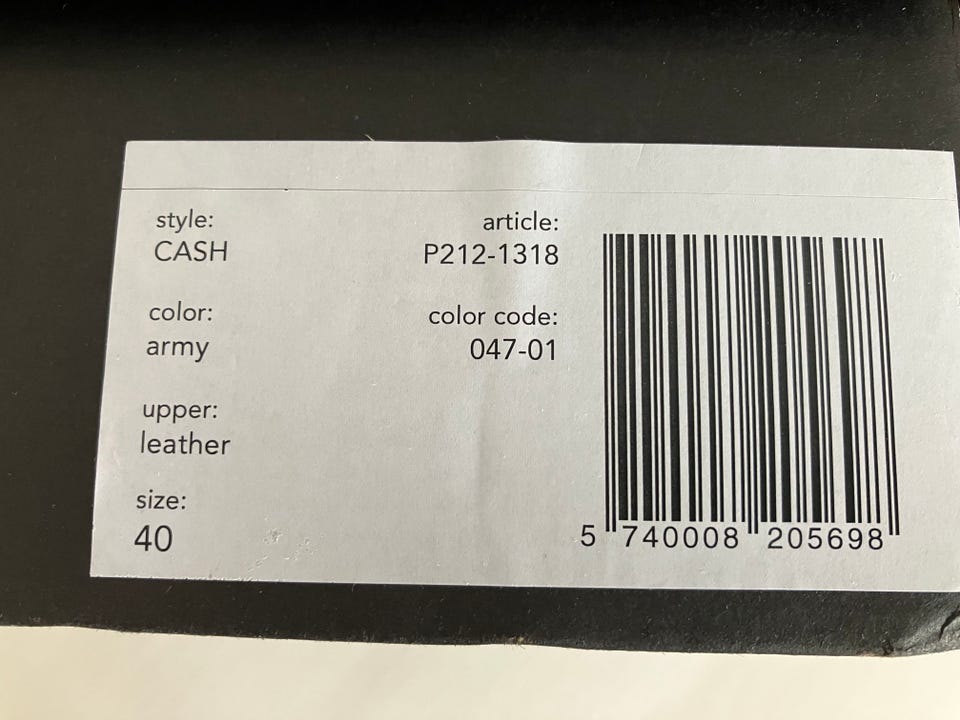 style:
CASH
article:
P212-1318
color:
army
color code:
047-01
upper:
leather
size:
40
5 740008 205698